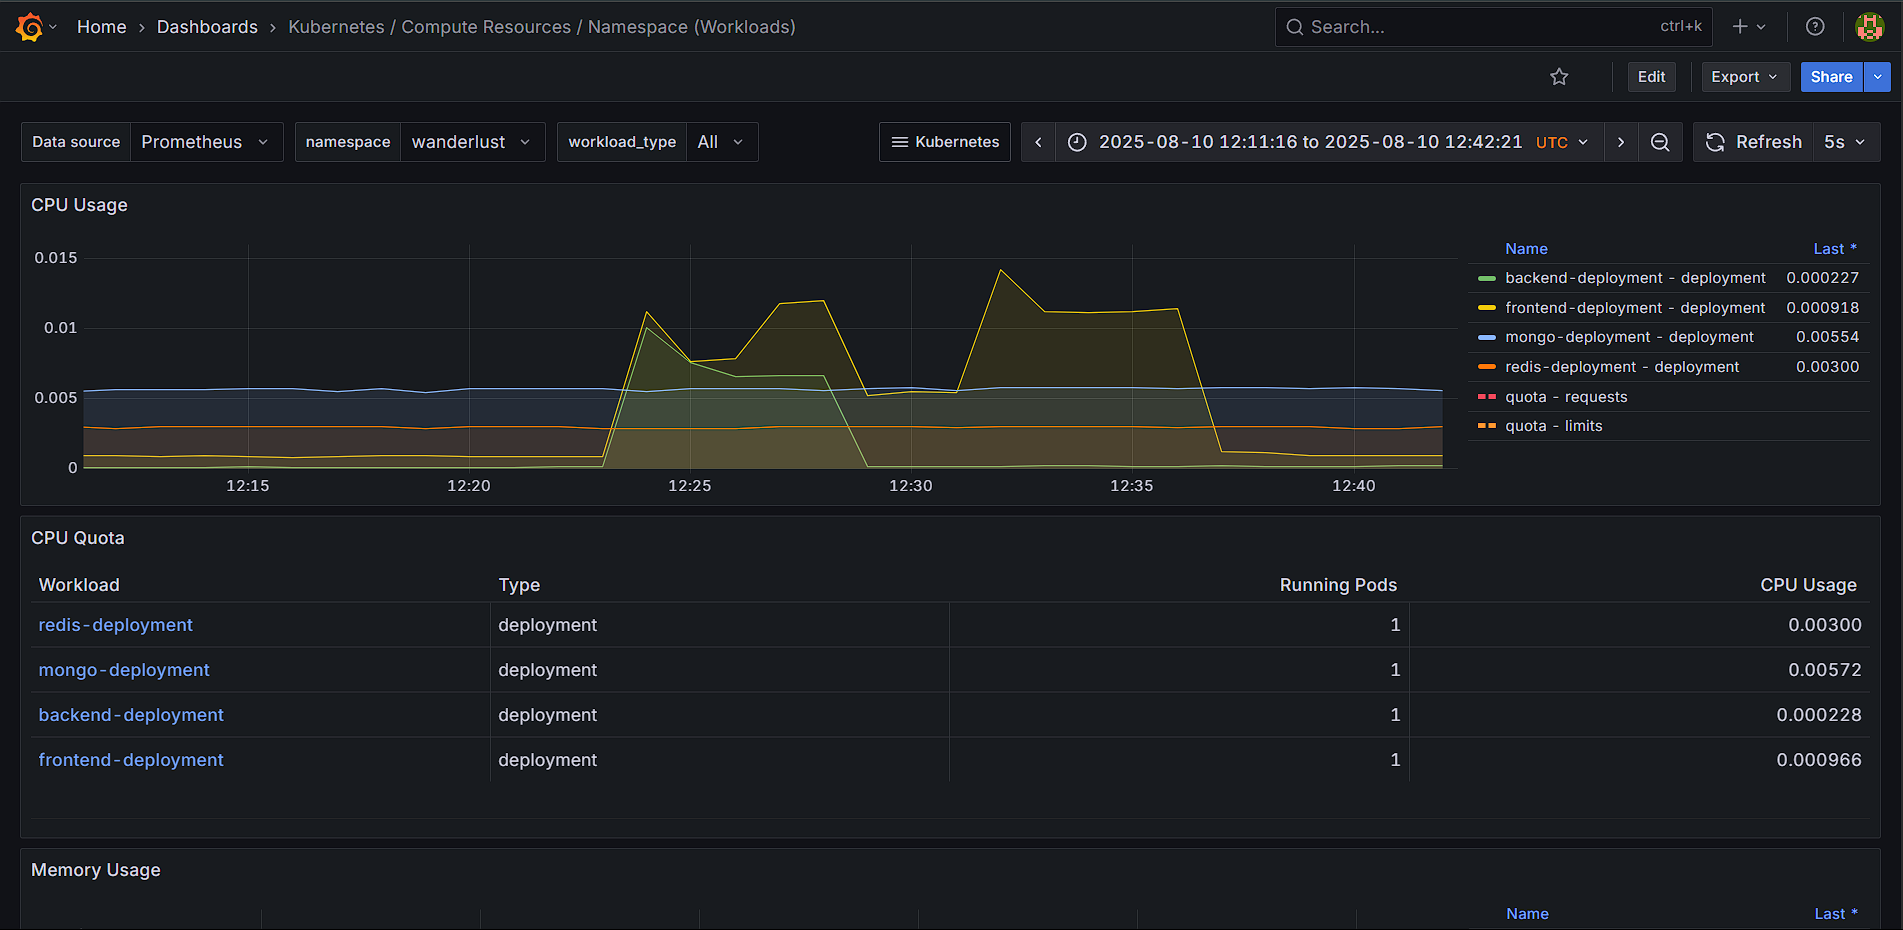 Home › Dashboards › Kubernetes / Compute Resources / Namespace (Workloads)
Search...
ctrl+k
Edit
Export
Share
Data source
Prometheus
namespace
wanderlust
workload_type
All
Kubernetes
2025-08-10 12:11:16 to 2025-08-10 12:42:21 UTC
Refresh
5s
CPU Usage
0.015
0.01
0.005
0
12:15
12:20
12:25
12:30
12:35
12:40
Name Last *
backend-deployment - deployment 0.000227
frontend-deployment - deployment 0.000918
mongo-deployment - deployment 0.00554
redis-deployment - deployment 0.00300
quota - requests
quota - limits
CPU Quota
Workload Type Running Pods CPU Usage
redis-deployment deployment 1 0.00300
mongo-deployment deployment 1 0.00572
backend-deployment deployment 1 0.000228
frontend-deployment deployment 1 0.000966
Memory Usage
Name Last *